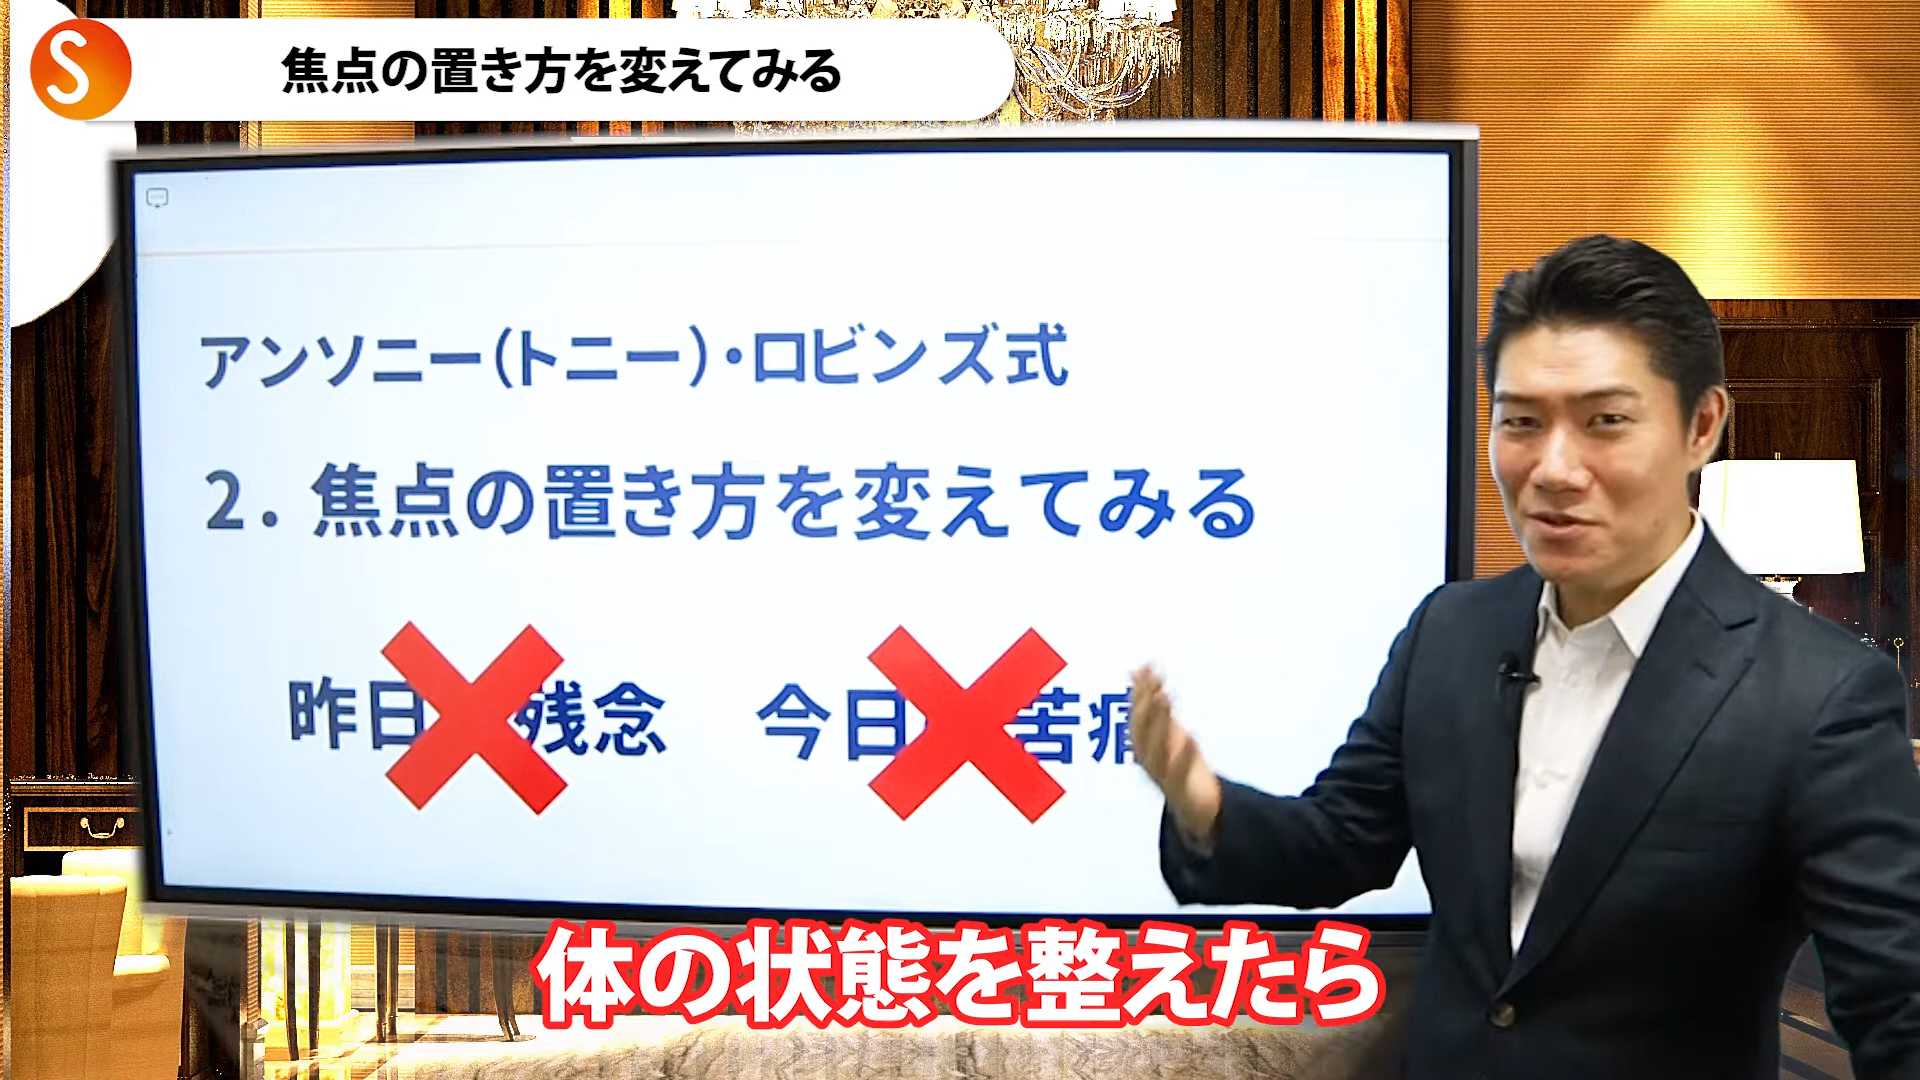 S
焦点の置き方を変えてみる
アンソニー(トニー)・ロビンズ式
2. 焦点の置き方を変えてみる
昨日 残念 今日 苦痛
体の状態を整えたら